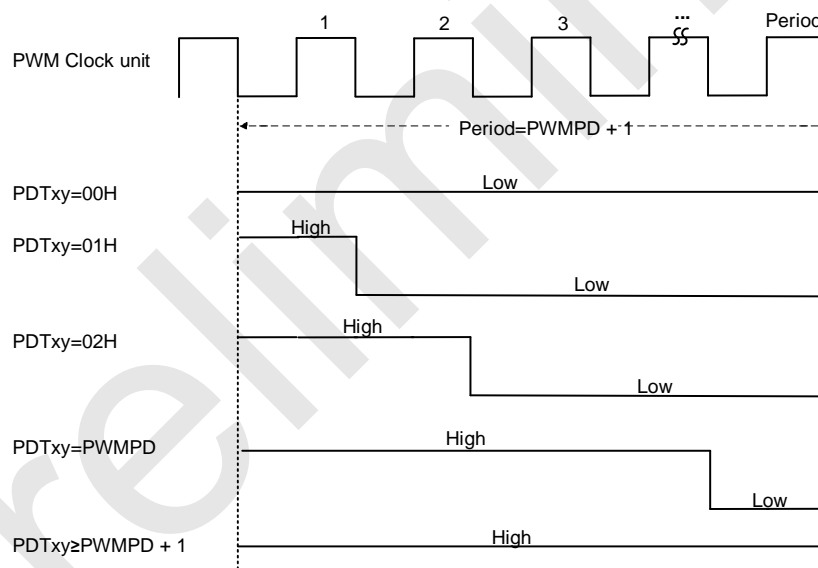 1 2 3 ... Period
PWM Clock unit
Period=PWMPD + 1
PDTxy=00H
Low
PDTxy=01H
High
Low
PDTxy=02H
High
Low
PDTxy=PWMPD
High
Low
PDTxy≥PWMPD + 1
High
relimi